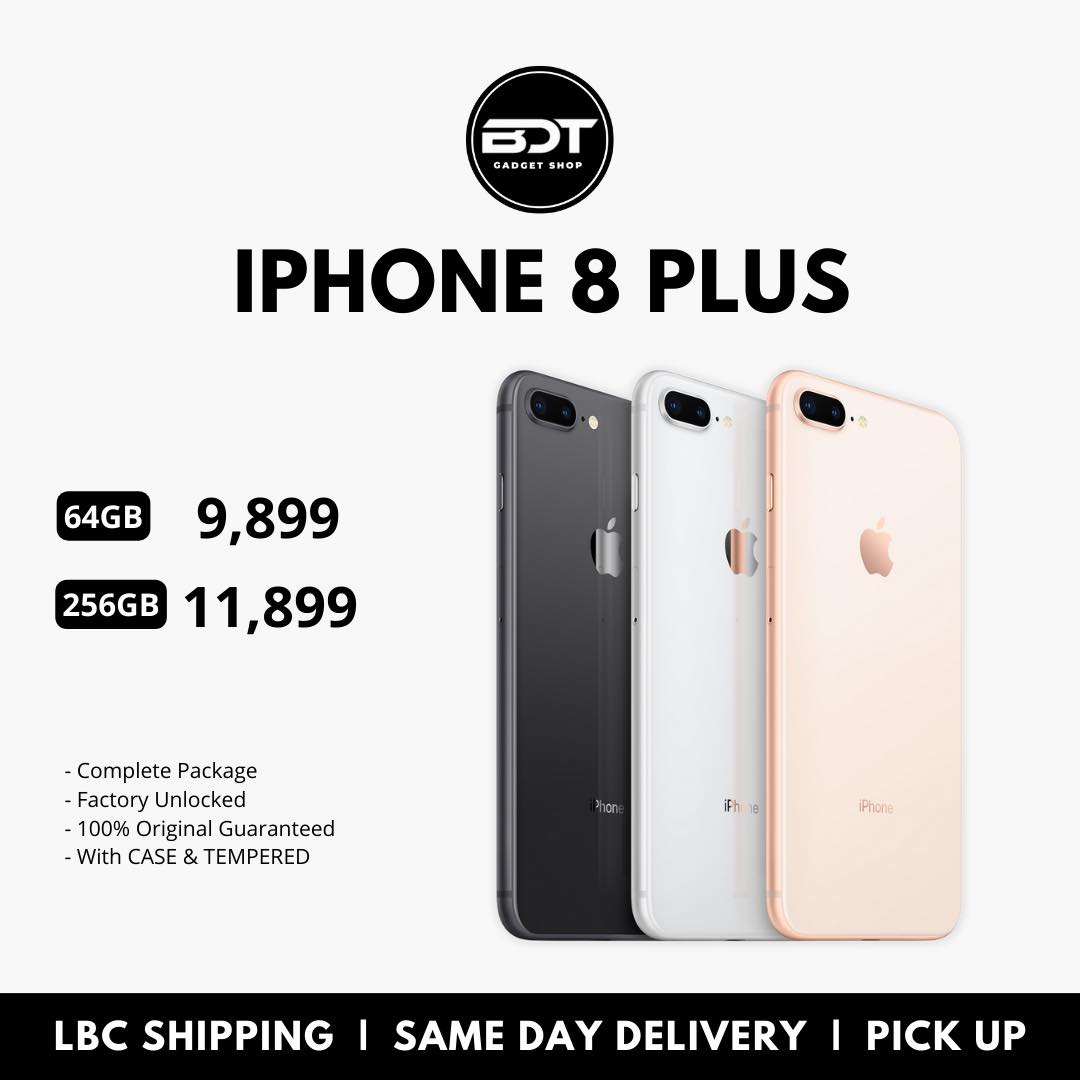 BDT
GADGET SHOP
IPHONE 8 PLUS
64GB 9,899
256GB 11,899
- Complete Package
- Factory Unlocked
- 100% Original Guaranteed
- With CASE & TEMPERED
iPhone iPhone iPhone
LBC SHIPPING | SAME DAY DELIVERY | PICK UP